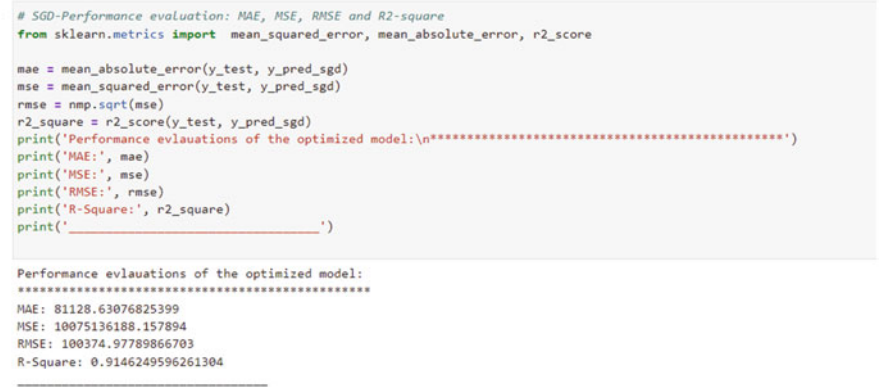 # SGD-Performance evaluation: MAE, MSE, RMSE and R2-square
from sklearn.metrics import  mean_squared_error, mean_absolute_error, r2_score
mae = mean_absolute_error(y_test, y_pred_sgd)
mse = mean_squared_error(y_test, y_pred_sgd)
rmse = nmp.sqrt(mse)
r2_square = r2_score(y_test, y_pred_sgd)
print('Performance evlauations of the optimized model:\n************************************************')
print('MAE:', mae)
print('MSE:', mse)
print('RMSE:', rmse)
print('R-Square:', r2_square)
print('__________________________________')
Performance evlauations of the optimized model:
************************************************
MAE: 81128.63076825399
MSE: 10075136188.157894
RMSE: 100374.97789866703
R-Square: 0.9146249596261304
__________________________________